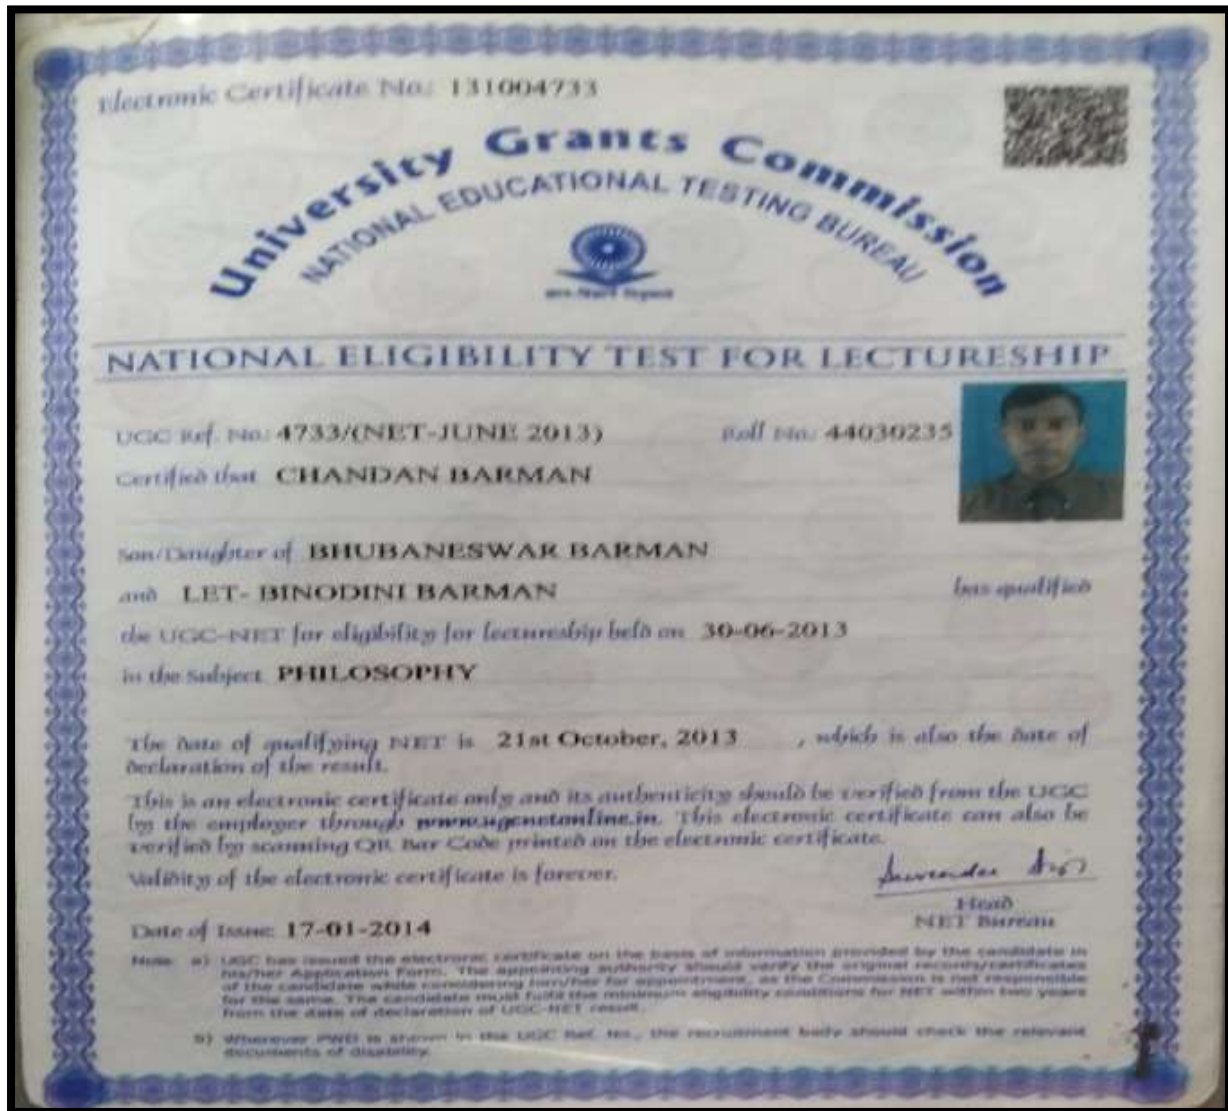 Electronic Certificate No.: 131004733
University Grants Commission
NATIONAL EDUCATIONAL TESTING BUREAU
NATIONAL ELIGIBILITY TEST FOR LECTURESHIP
UGC Ref. No.: 4733/(NET-JUNE 2013) Roll No.: 44030235
Certified that CHANDAN BARMAN
Son/Daughter of BHUBANESWAR BARMAN
and LET- BINODINI BARMAN has qualified
the UGC-NET for eligibility for lectureship held on 30-06-2013
in the Subject PHILOSOPHY
The date of qualifying NET is 21st October, 2013 , which is also the date of
declaration of the result.
This is an electronic certificate only and its authenticity should be verified from the UGC
by the employer through www.ugcnetonline.in. This electronic certificate can also be
verified by scanning QR Bar Code printed on the electronic certificate.
Validity of the electronic certificate is forever.
Head
NET Bureau
Date of Issue: 17-01-2014
Note: a) UGC has issued the electronic certificate on the basis of information provided by the candidate in
his/her Application Form. The appointing authority should verify the original records/certificates
of the candidate while considering him/her for appointment, as the Commission is not responsible
for the same. The candidate must fulfil the minimum eligibility conditions for NET within two years
from the date of declaration of UGC-NET result.
b) Wherever PWD is shown in the UGC Ref. No., the recruitment body should check the relevant
documents of disability.